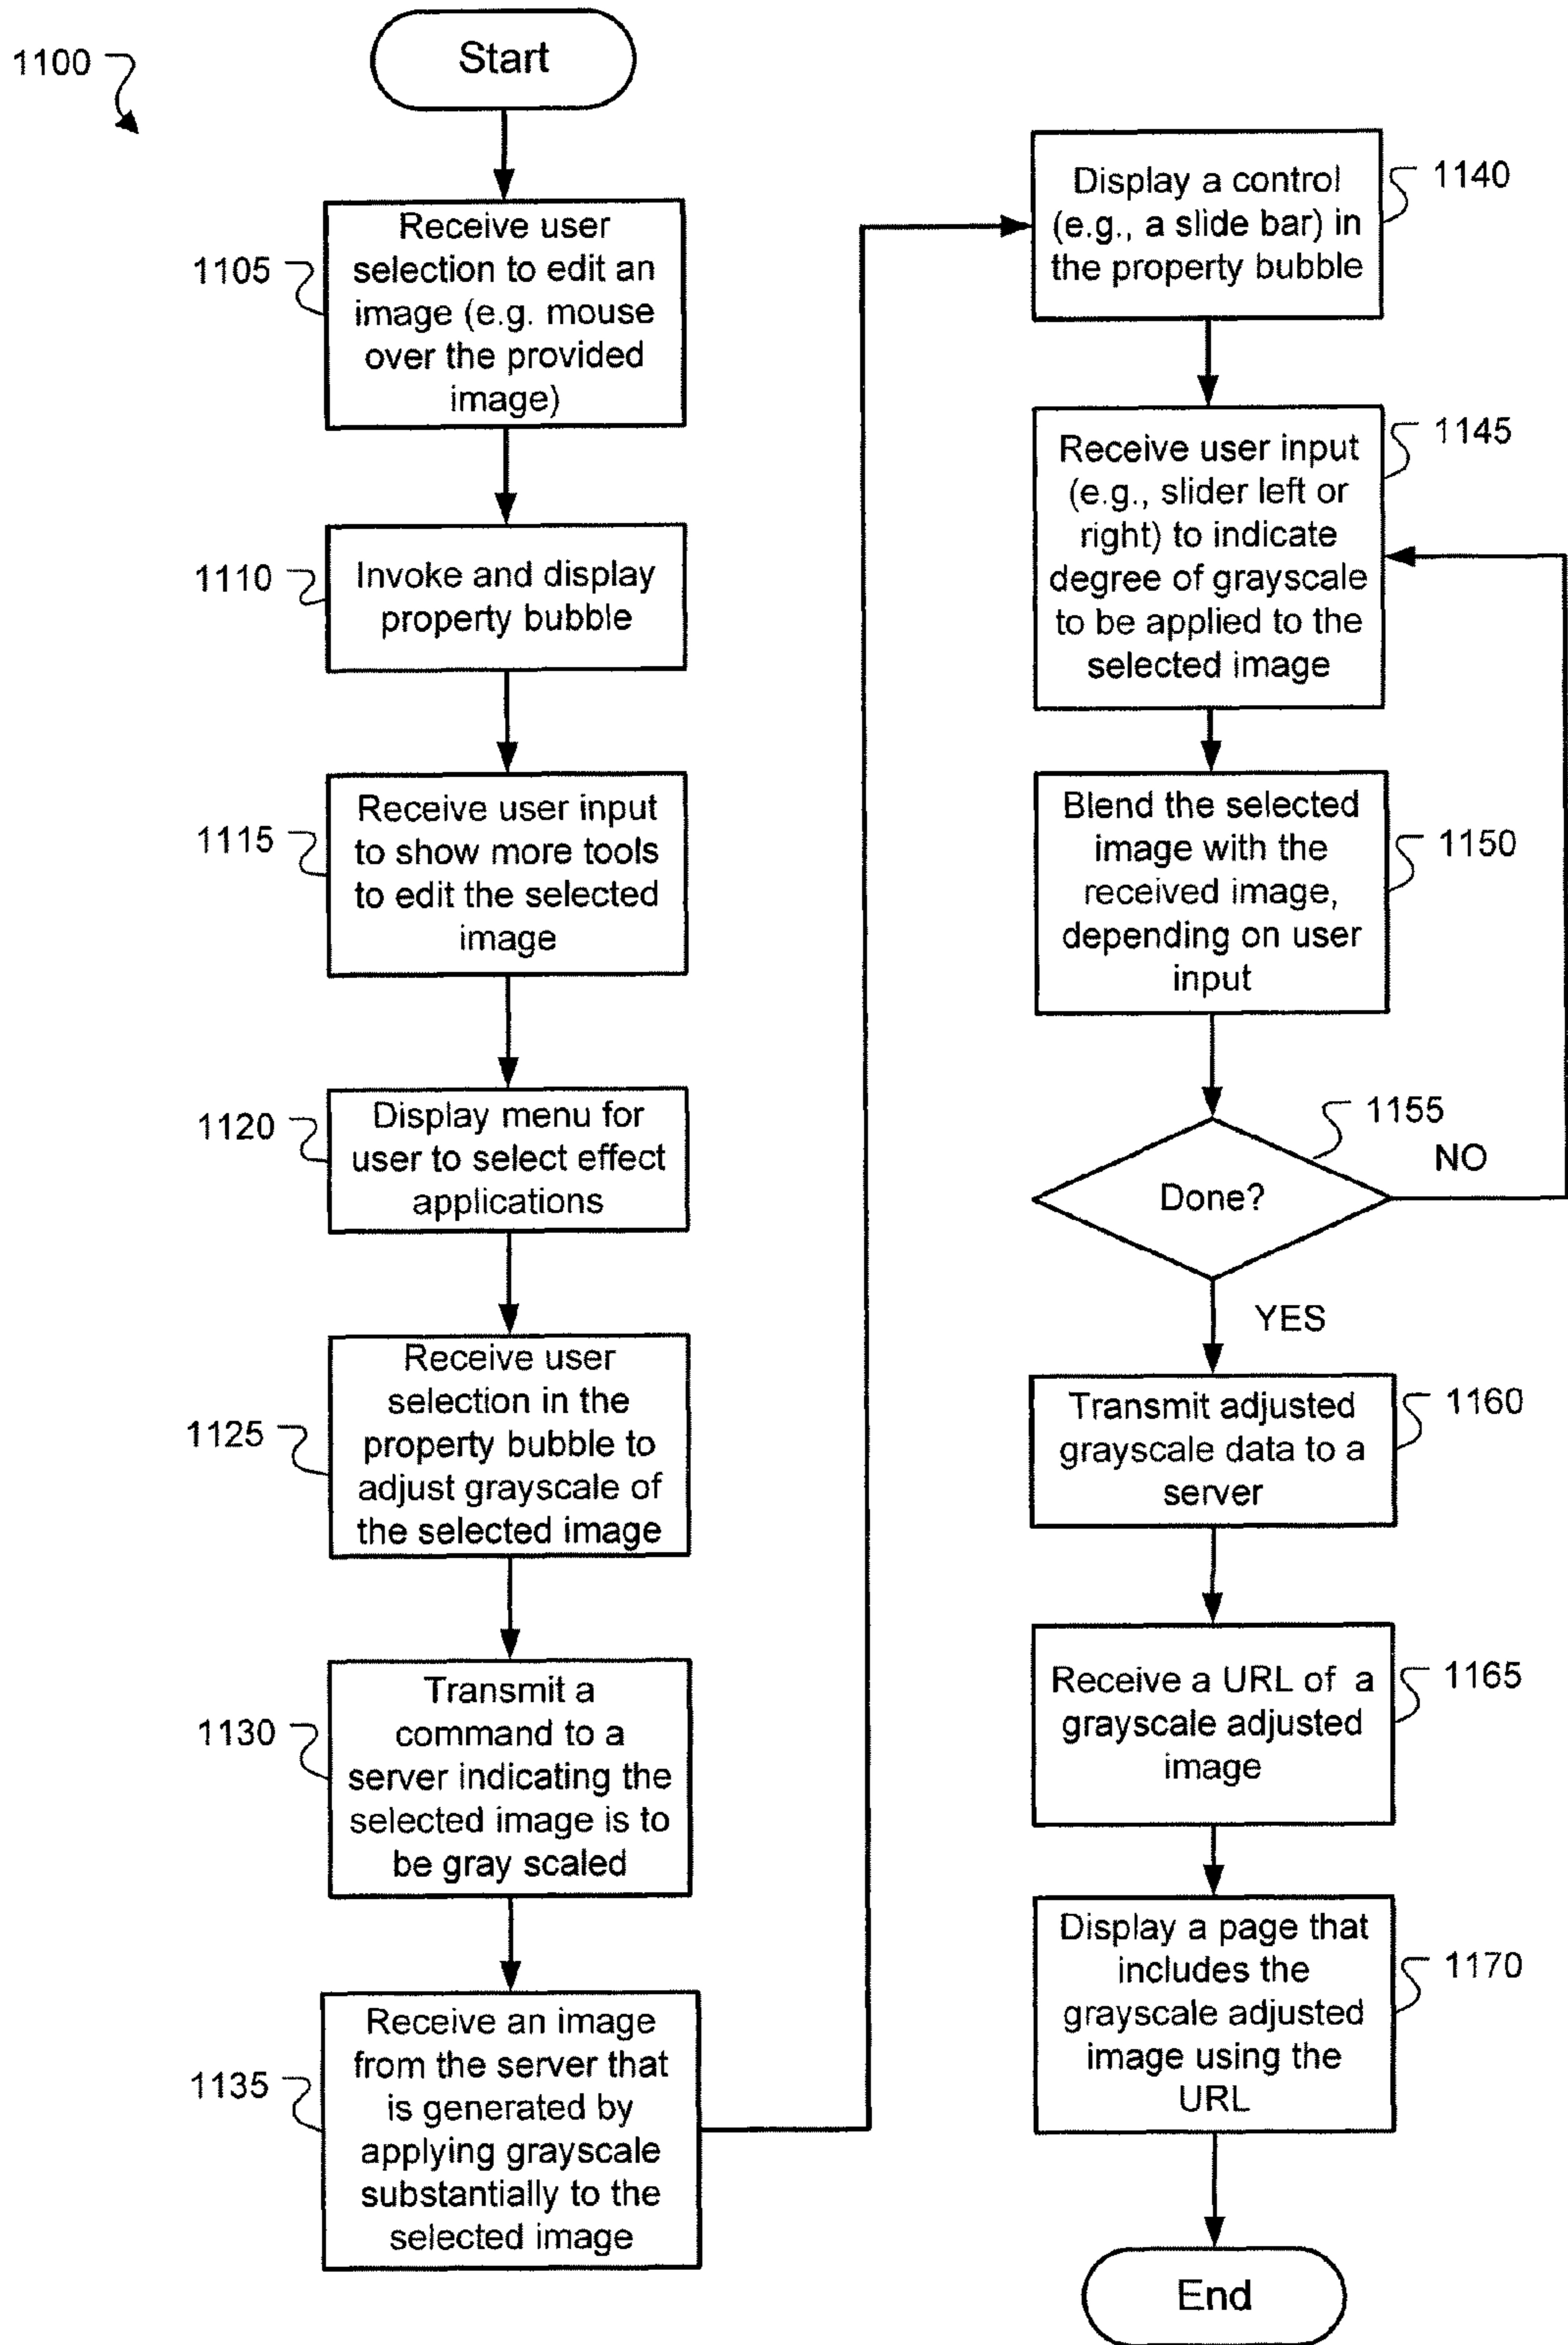 1100
Start
1105
Receive user
selection to edit an
image (e.g. mouse
over the provided
image)
1110
Invoke and display
property bubble
1115
Receive user input
to show more tools
to edit the selected
image
1120
Display menu for
user to select effect
applications
1125
Receive user
selection in the
property bubble to
adjust grayscale of
the selected image
1130
Transmit a
command to a
server indicating the
selected image is to
be gray scaled
1135
Receive an image
from the server that
is generated by
applying grayscale
substantially to the
selected image
1140
Display a control
(e.g., a slide bar) in
the property bubble
1145
Receive user input
(e.g., slider left or
right) to indicate
degree of grayscale
to be applied to the
selected image
1150
Blend the selected
image with the
received image,
depending on user
input
1155
Done?
NO
YES
1160
Transmit adjusted
grayscale data to a
server
1165
Receive a URL of a
grayscale adjusted
image
1170
Display a page that
includes the
grayscale adjusted
image using the
URL
End